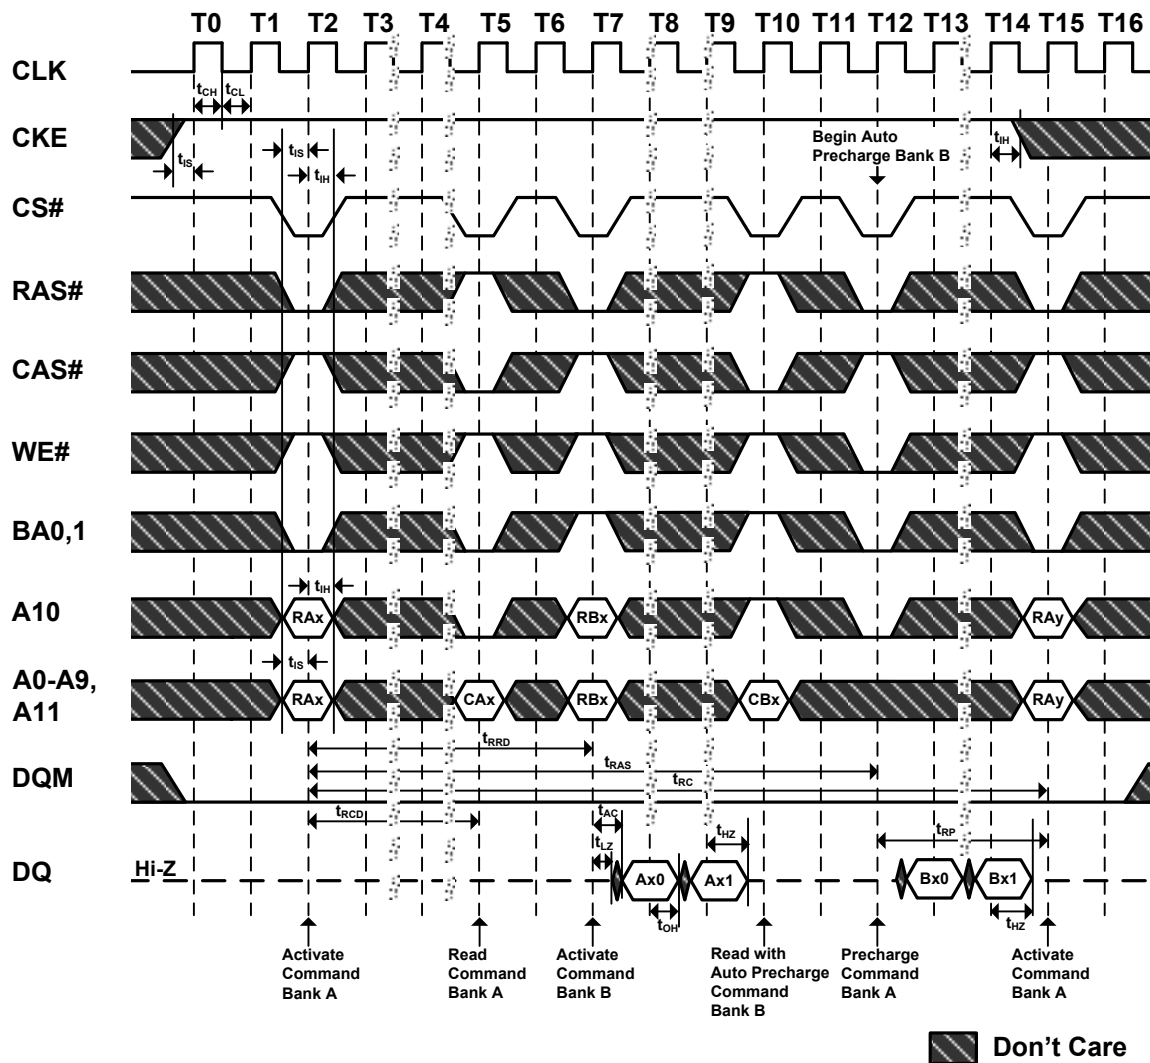 T0 T1 T2 T3 T4 T5 T6 T7 T8 T9 T10 T11 T12 T13 T14 T15 T16
CLK
tCH tCL
CKE
tIS
tIS
tIH
Begin Auto
Precharge Bank B
tIH
CS#
RAS#
CAS#
WE#
BA0,1
tIH
A10
RAx RBx RAy
tIS
A0-A9,
A11
RAx CAx RBx CBx RAy
tRRD
tRAS
tRC
DQM
tRCD
tAC
tLZ
tHZ
tRP
DQ
Hi-Z
Ax0 Ax1 Bx0 Bx1
tOH
tHZ
Activate
Command
Bank A
Read
Command
Bank A
Activate
Command
Bank B
Read with
Auto Precharge
Command
Bank B
Precharge
Command
Bank A
Activate
Command
Bank A
Don't Care